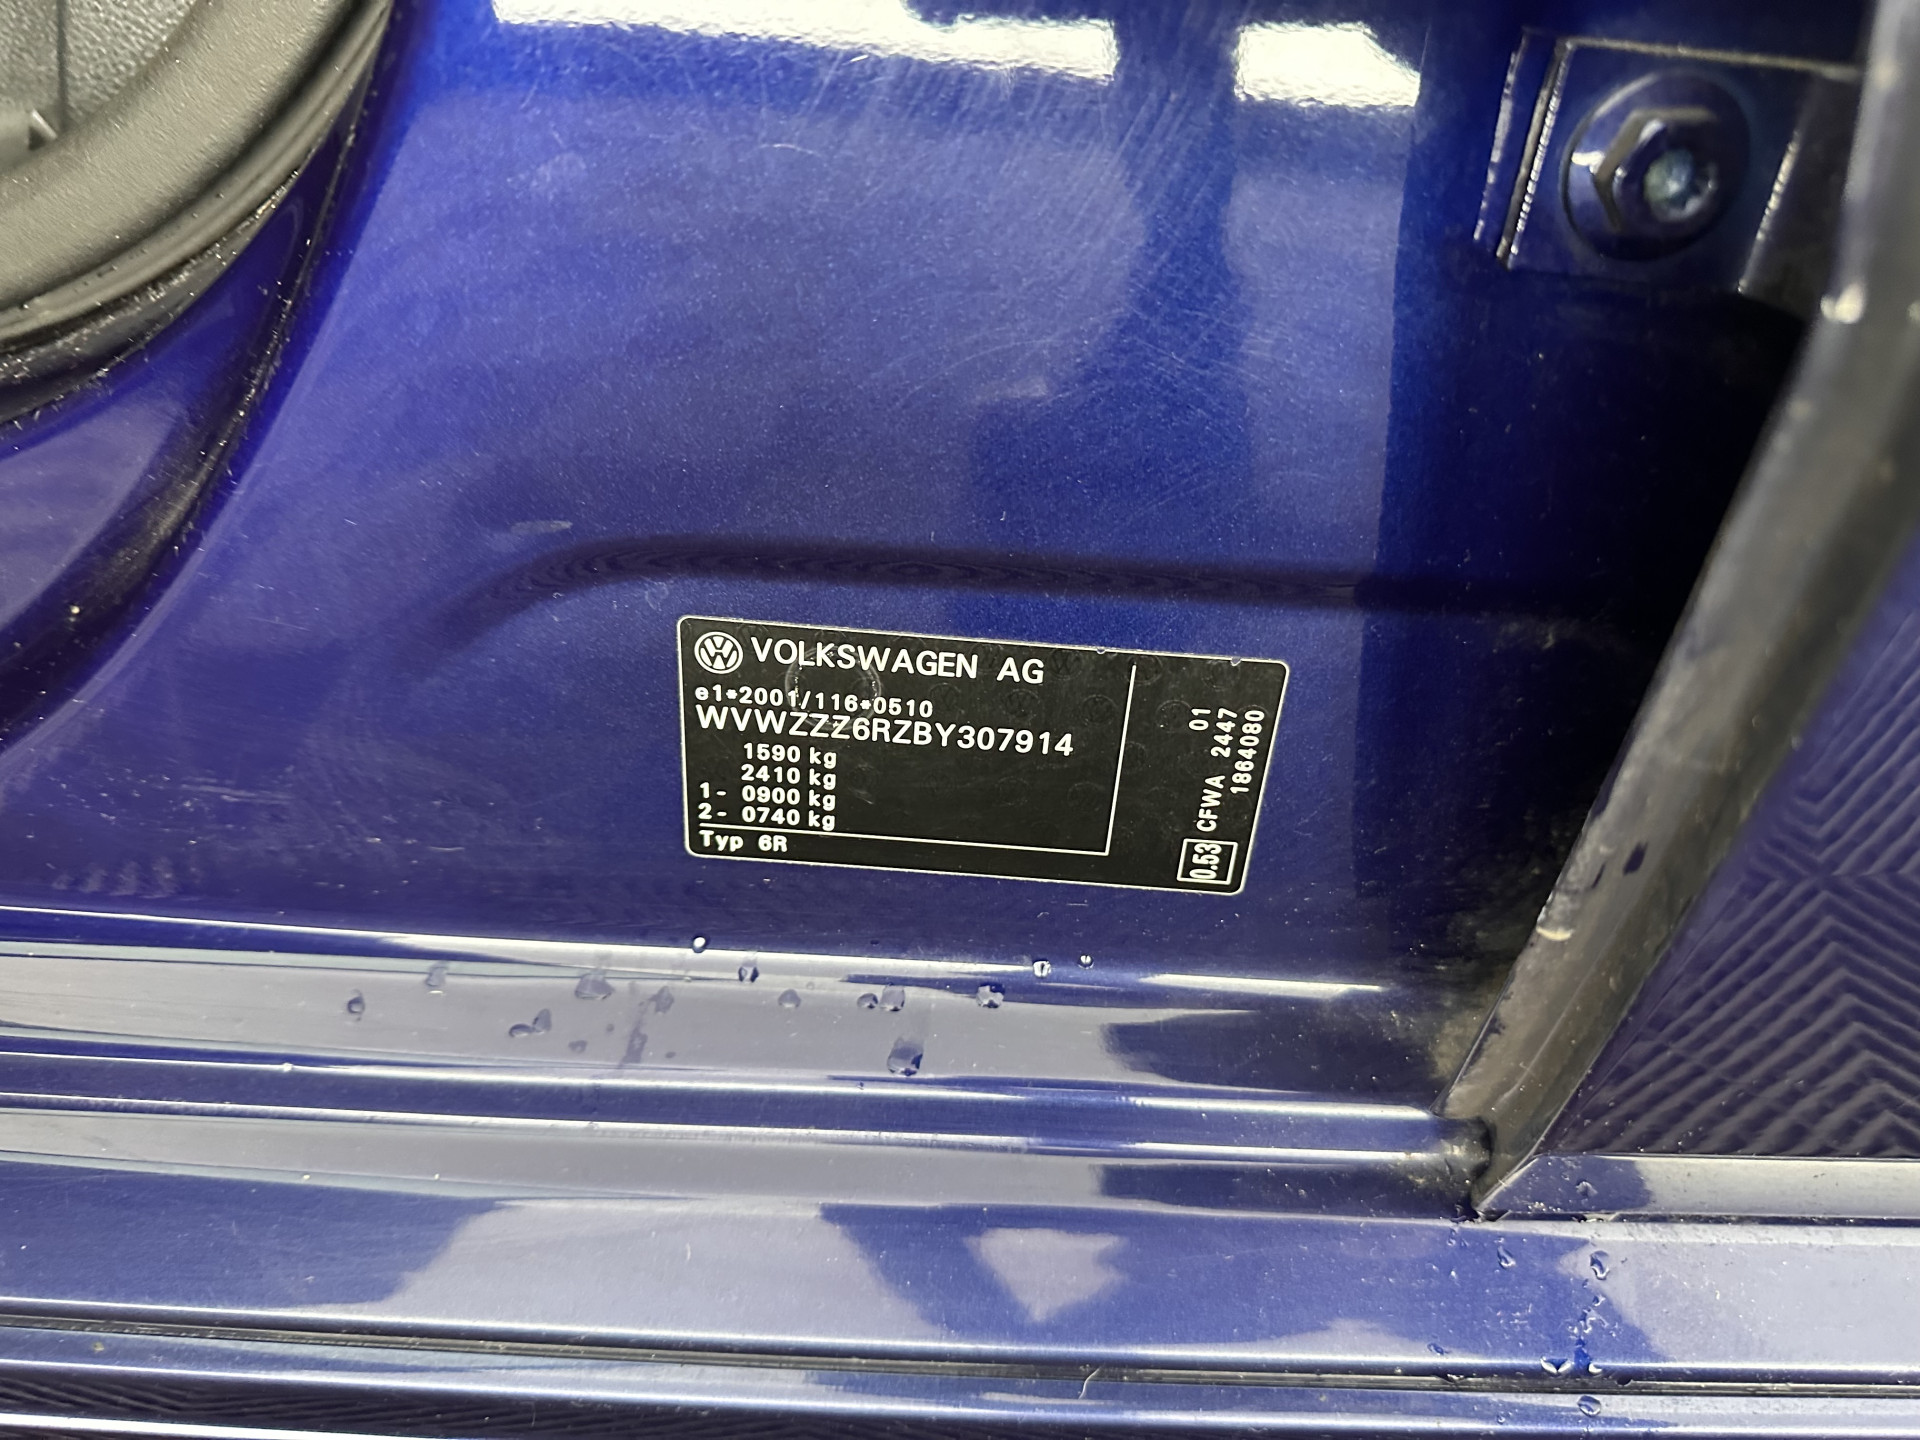 VOLKSWAGEN AG
e1*2001/116*0510
WVWZZZ6RZBY307914
1590 kg
2410 kg
1- 0900 kg
2- 0740 kg
Typ 6R
01
CFWA 2447
1864080
0.53